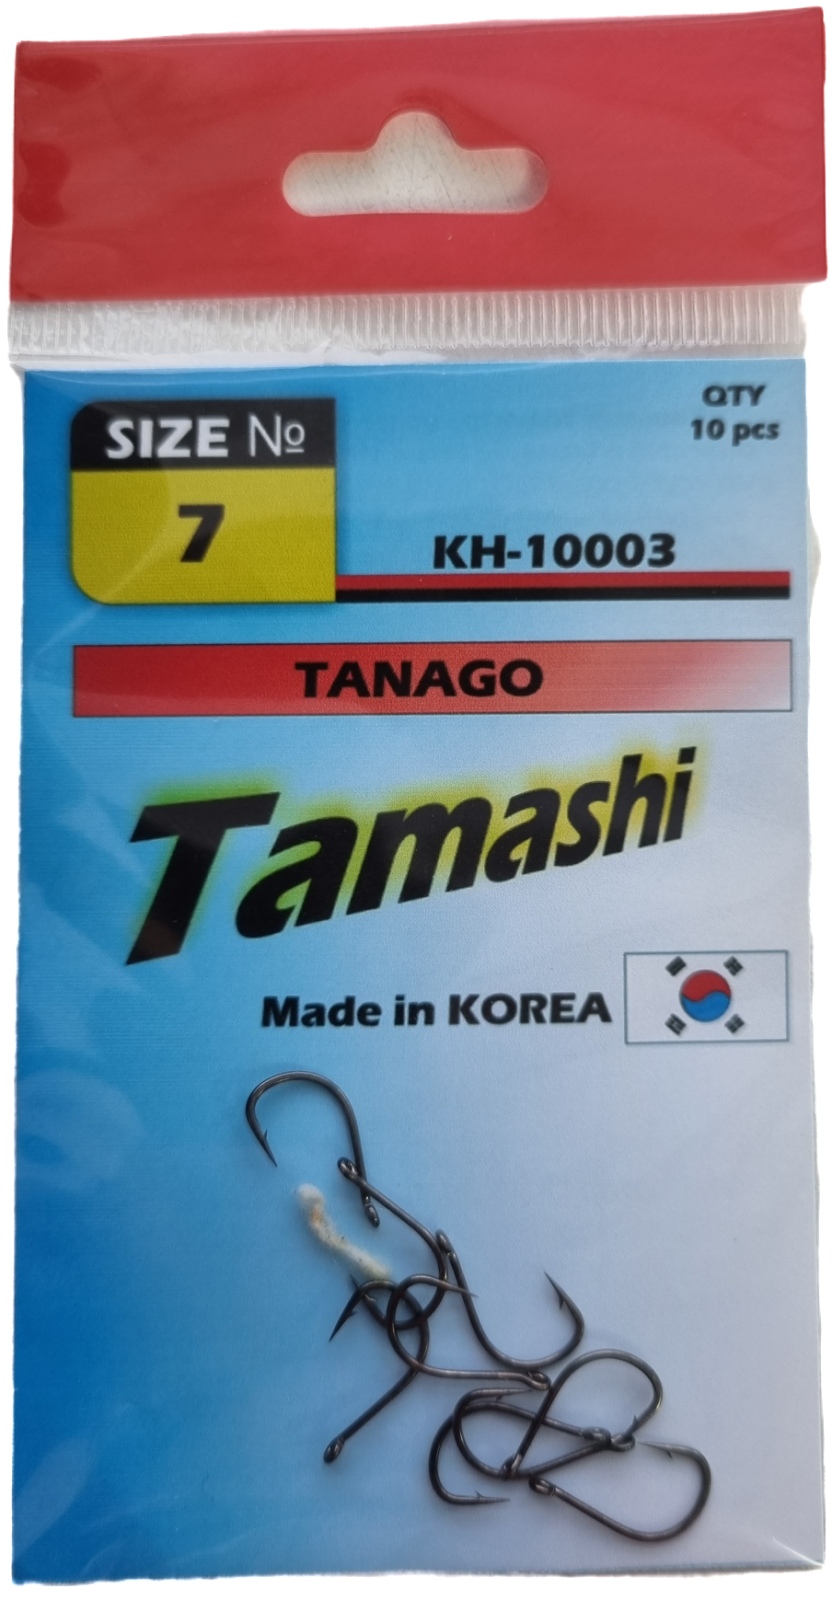 SIZE №
7
QTY
10 pcs
KH-10003
TANAGO
Tamashi
Made in KOREA